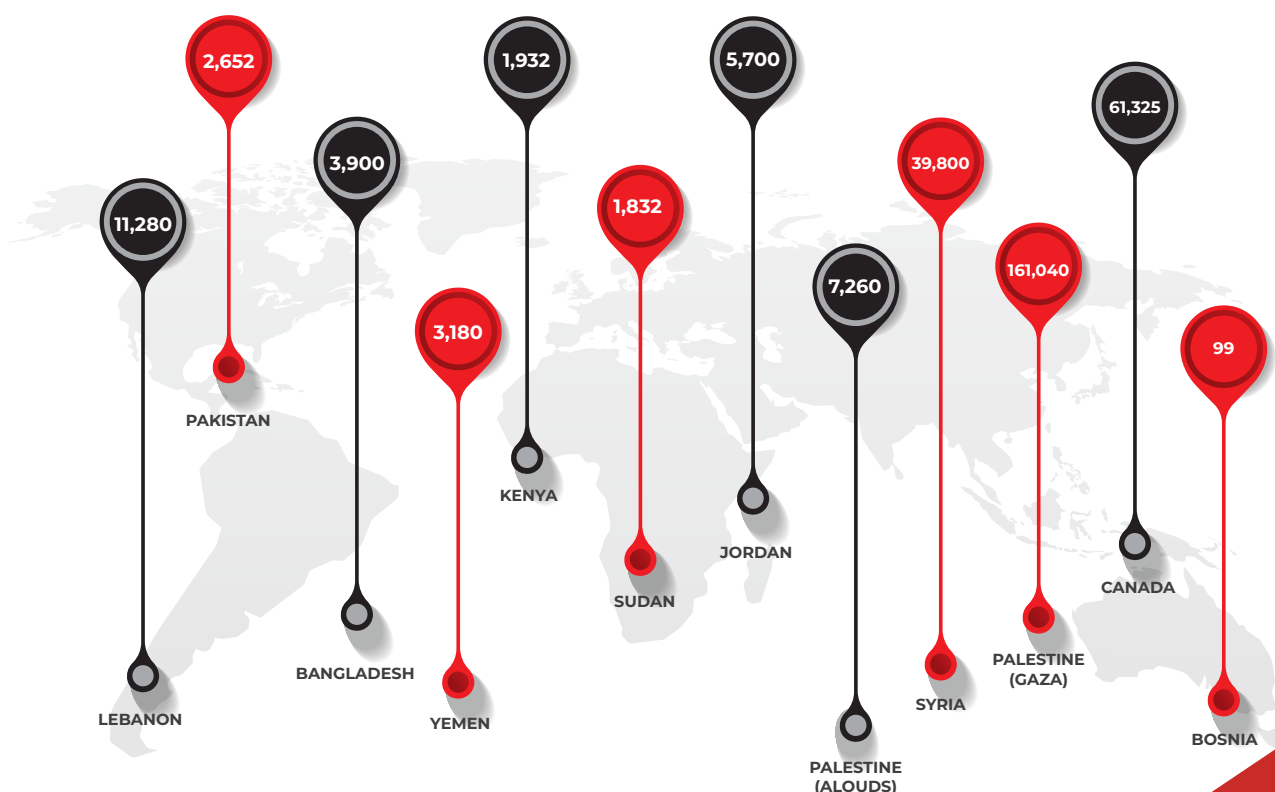 2,652
PAKISTAN
1,932
KENYA
5,700
JORDAN
61,325
CANADA
3,900
BANGLADESH
39,800
SYRIA
1,832
SUDAN
11,280
LEBANON
161,040
PALESTINE
(GAZA)
7,260
PALESTINE
(ALOUDS)
3,180
YEMEN
99
BOSNIA